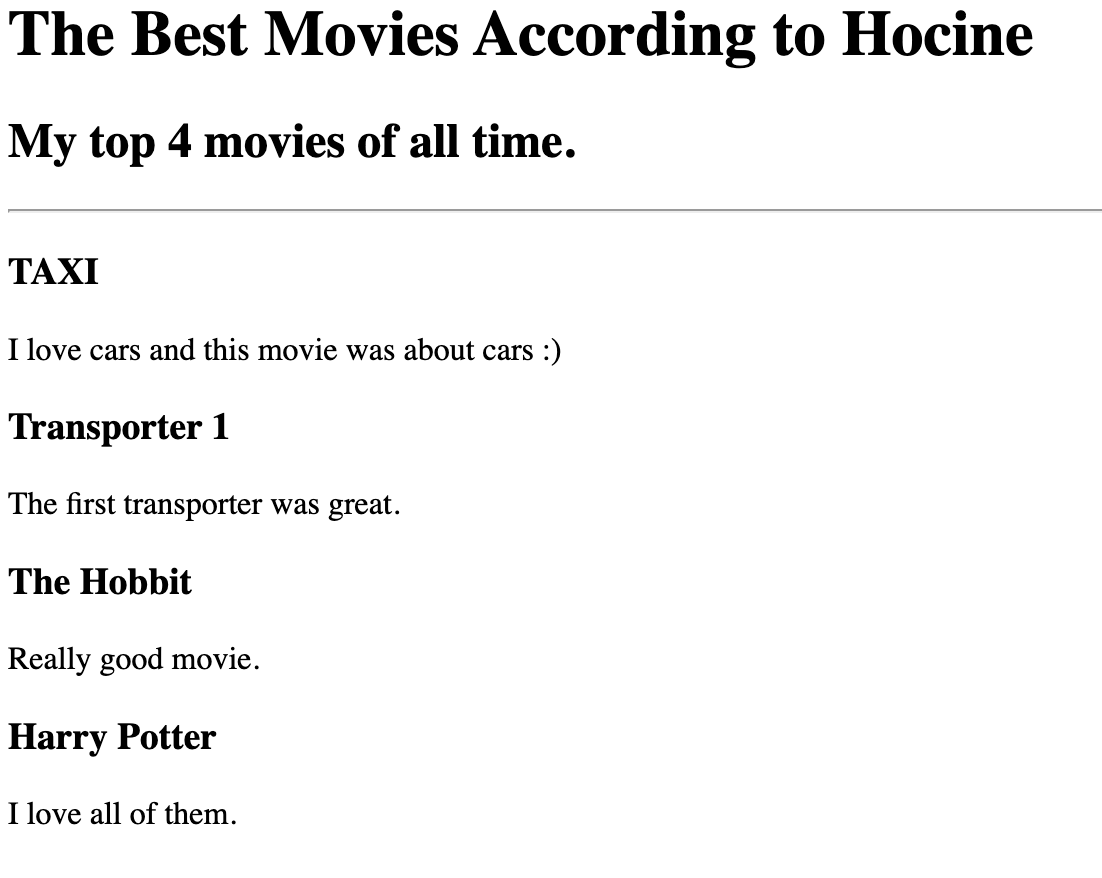 The Best Movies According to Hocine
My top 4 movies of all time.
TAXI
I love cars and this movie was about cars :)
Transporter 1
The first transporter was great.
The Hobbit
Really good movie.
Harry Potter
I love all of them.